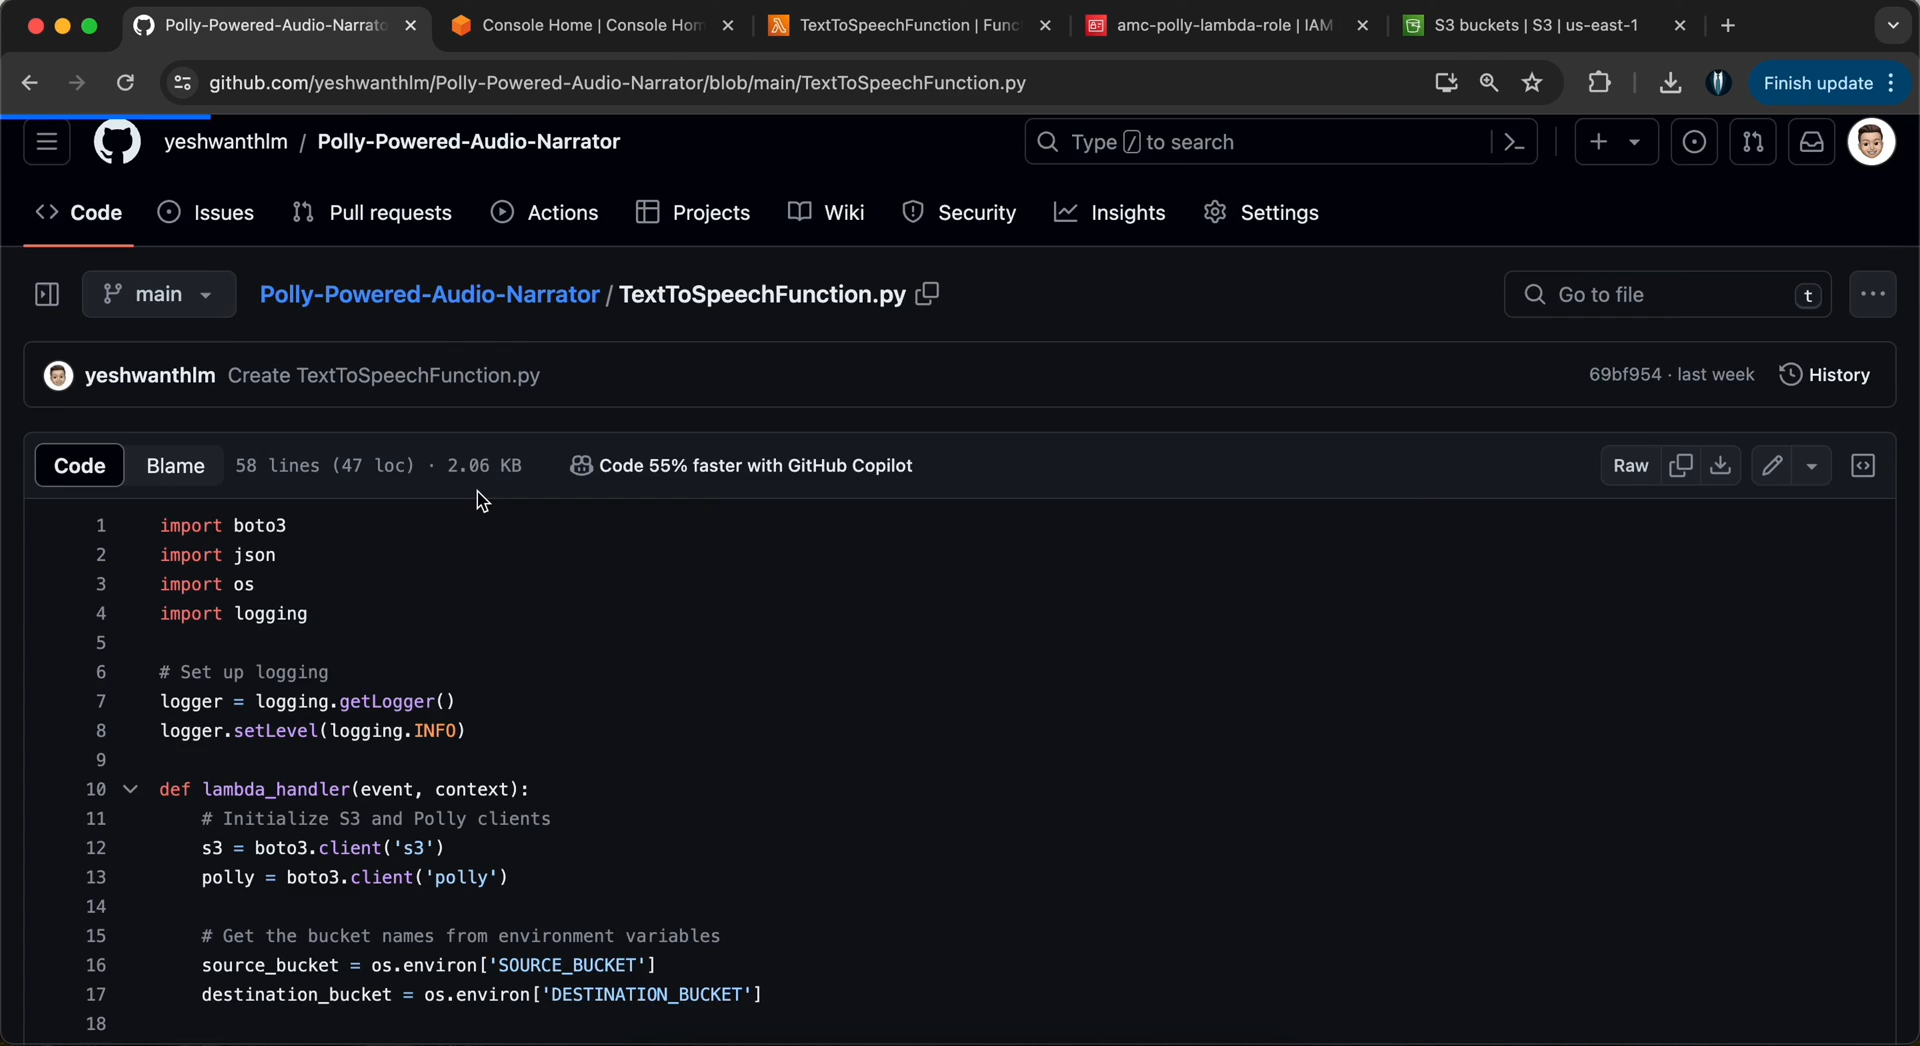 Polly-Powered-Audio-Narrato
Console Home | Console Hom
TextToSpeechFunction | Func
amc-polly-lambda-role | IAM
S3 buckets | S3 | us-east-1
github.com/yeshwanthlm/Polly-Powered-Audio-Narrator/blob/main/TextToSpeechFunction.py
Finish update
yeshwanthlm / Polly-Powered-Audio-Narrator
Type / to search
Code
Issues
Pull requests
Actions
Projects
Wiki
Security
Insights
Settings
main
Polly-Powered-Audio-Narrator / TextToSpeechFunction.py
Go to file
t
yeshwanthlm Create TextToSpeechFunction.py
69bf954 · last week
History
Code
Blame
58 lines (47 loc) · 2.06 KB
Code 55% faster with GitHub Copilot
Raw
1 import boto3
2 import json
3 import os
4 import logging
5
6 # Set up logging
7 logger = logging.getLogger()
8 logger.setLevel(logging.INFO)
9
10 def lambda_handler(event, context):
11 # Initialize S3 and Polly clients
12 s3 = boto3.client('s3')
13 polly = boto3.client('polly')
14
15 # Get the bucket names from environment variables
16 source_bucket = os.environ['SOURCE_BUCKET']
17 destination_bucket = os.environ['DESTINATION_BUCKET']
18